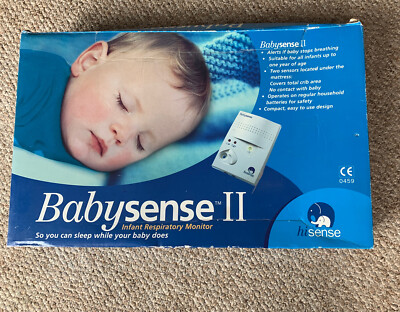 Babysense II
• Alerts if baby stops breathing
• Suitable for all infants up to
one year of age
• Two sensors located under the
mattress:
Covers total crib area
No contact with baby
• Operates on regular household
batteries for safety
• Compact, easy to use design
CE
0459
Babysense™ II
Infant Respiratory Monitor
So you can sleep while your baby does
hisense